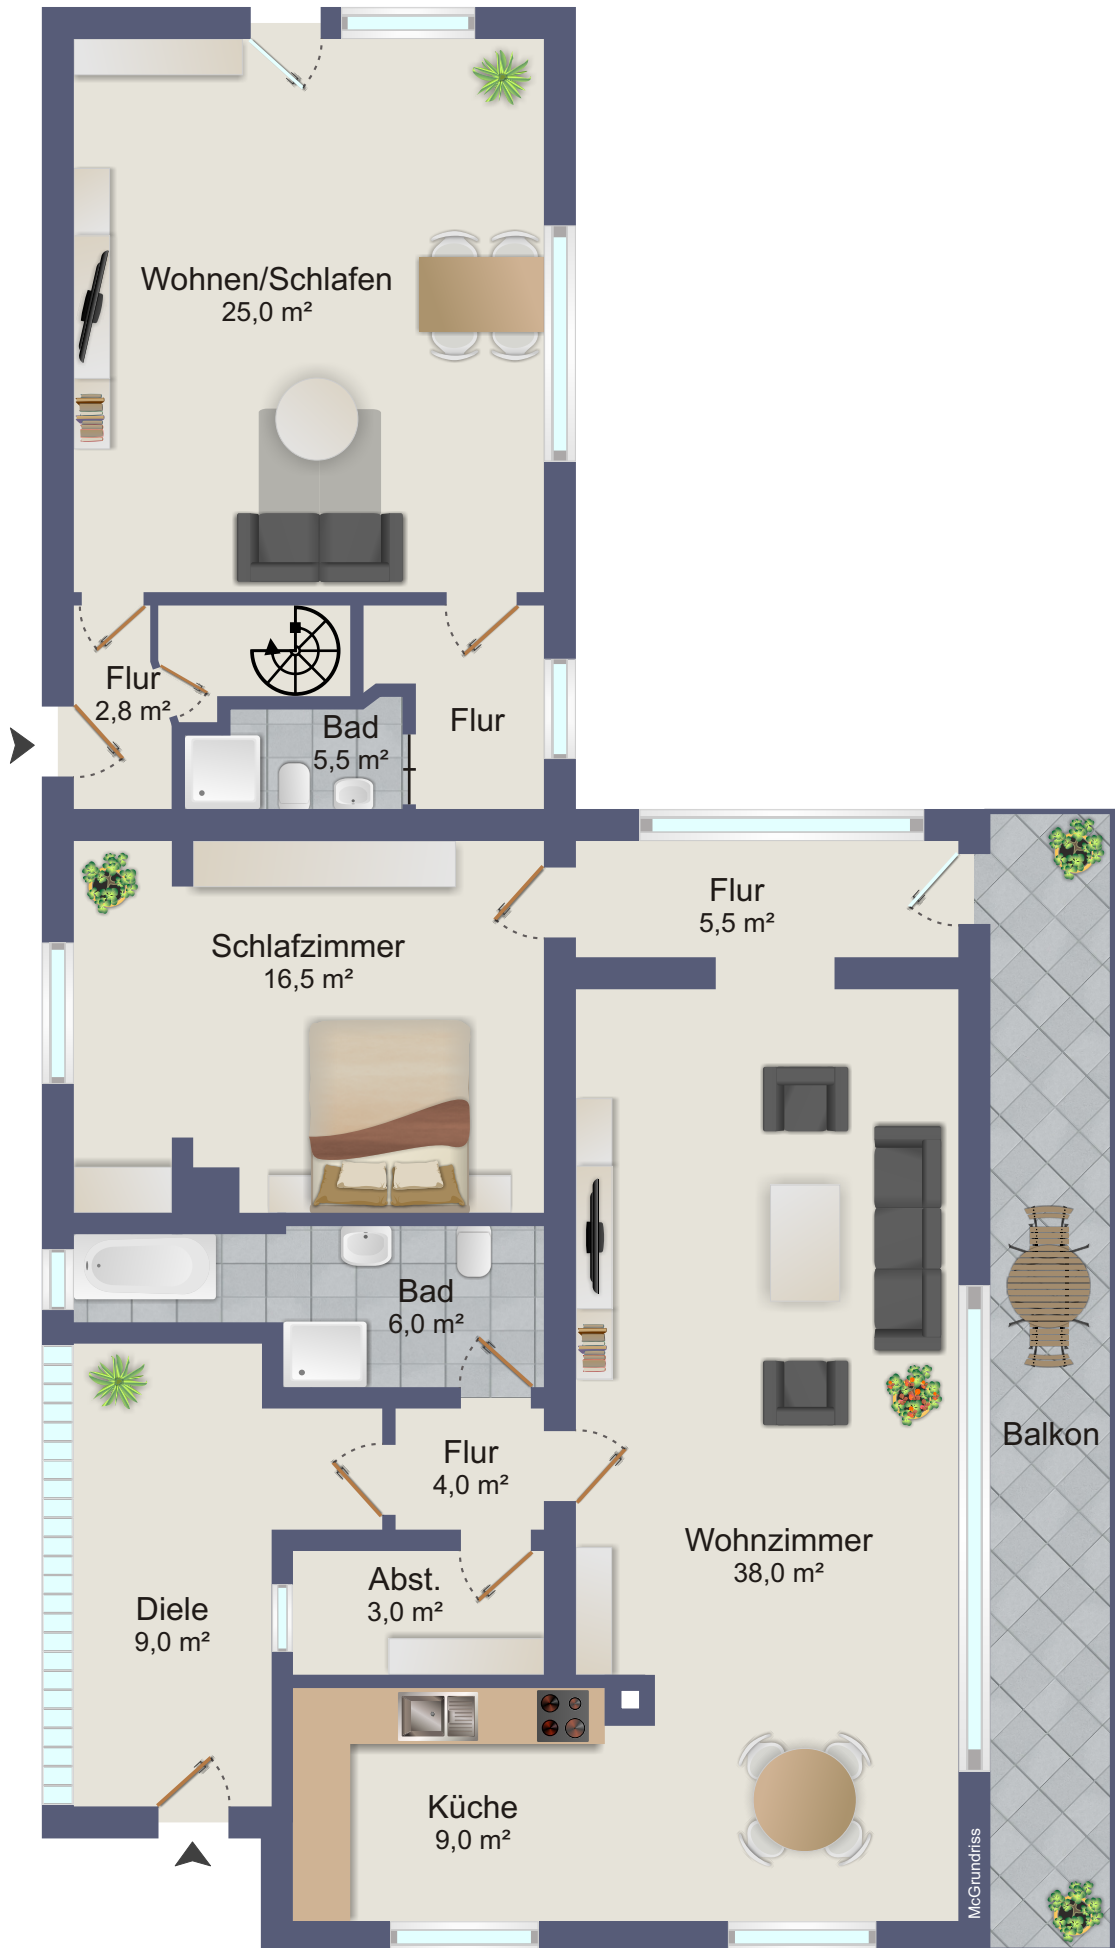 Wohnen/Schlafen
25,0 m²
Flur
2,8 m²
Bad
5,5 m²
Flur
Flur
5,5 m²
Schlafzimmer
16,5 m²
Bad
6,0 m²
Balkon
Flur
4,0 m²
Wohnzimmer
38,0 m²
Abst.
3,0 m²
Diele
9,0 m²
Küche
9,0 m²
McGrundriss